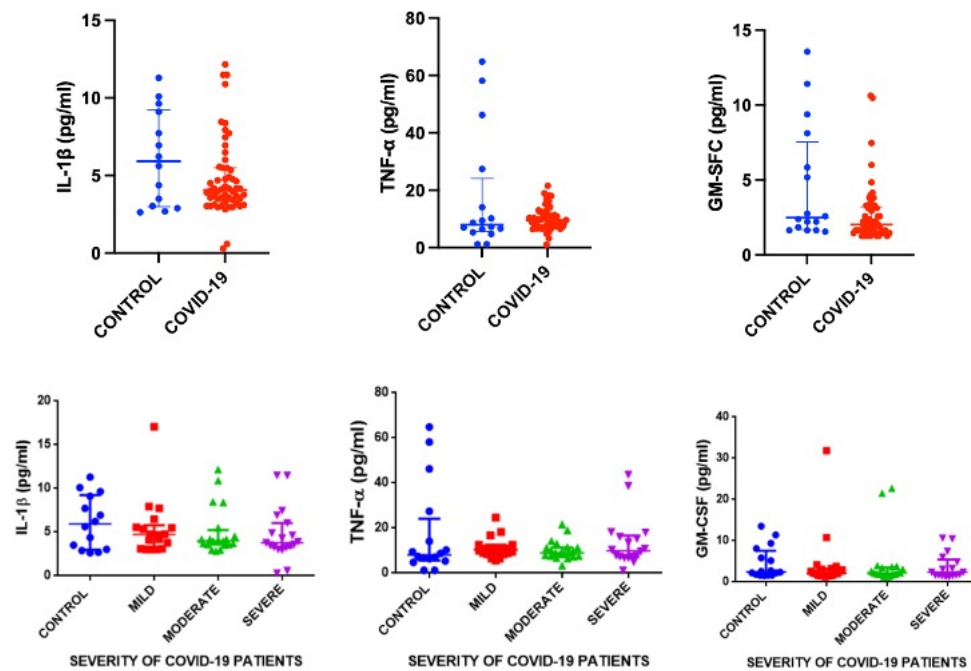 IL-1β (pg/ml)
15
10
5
0
CONTROL
COVID-19
TNF-α (pg/ml)
80
60
40
20
0
CONTROL
COVID-19
GM-SFC (pg/ml)
15
10
5
0
CONTROL
COVID-19
IL-1β (pg/ml)
20
15
10
5
0
CONTROL
MILD
MODERATE
SEVERE
SEVERITY OF COVID-19 PATIENTS
TNF-α (pg/ml)
80
60
40
20
0
CONTROL
MILD
MODERATE
SEVERE
SEVERITY OF COVID-19 PATIENTS
GM-CSF (pg/ml)
40
30
20
10
0
CONTROL
MILD
MODERATE
SEVERE
SEVERITY OF COVID-19 PATIENTS